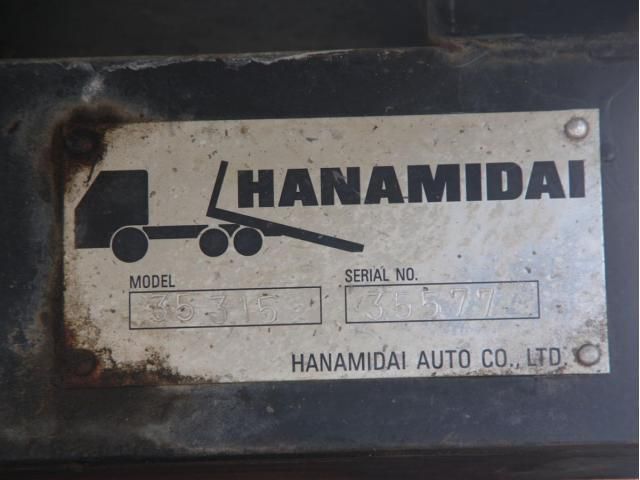 HANAMIDAI
MODEL
35315
SERIAL NO.
35577
HANAMIDAI AUTO CO., LTD.